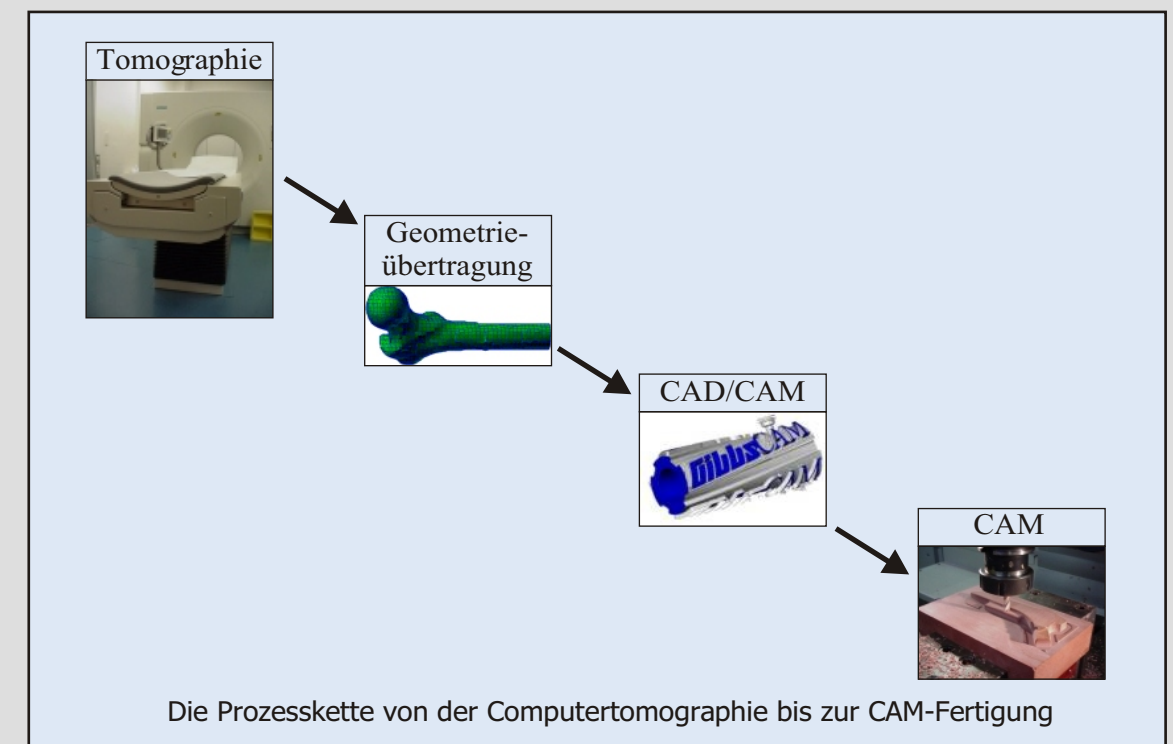 Tomographie
Geometrie-
übertragung
CAD/CAM
GibbsCAM
CAM
Die Prozesskette von der Computertomographie bis zur CAM-Fertigung